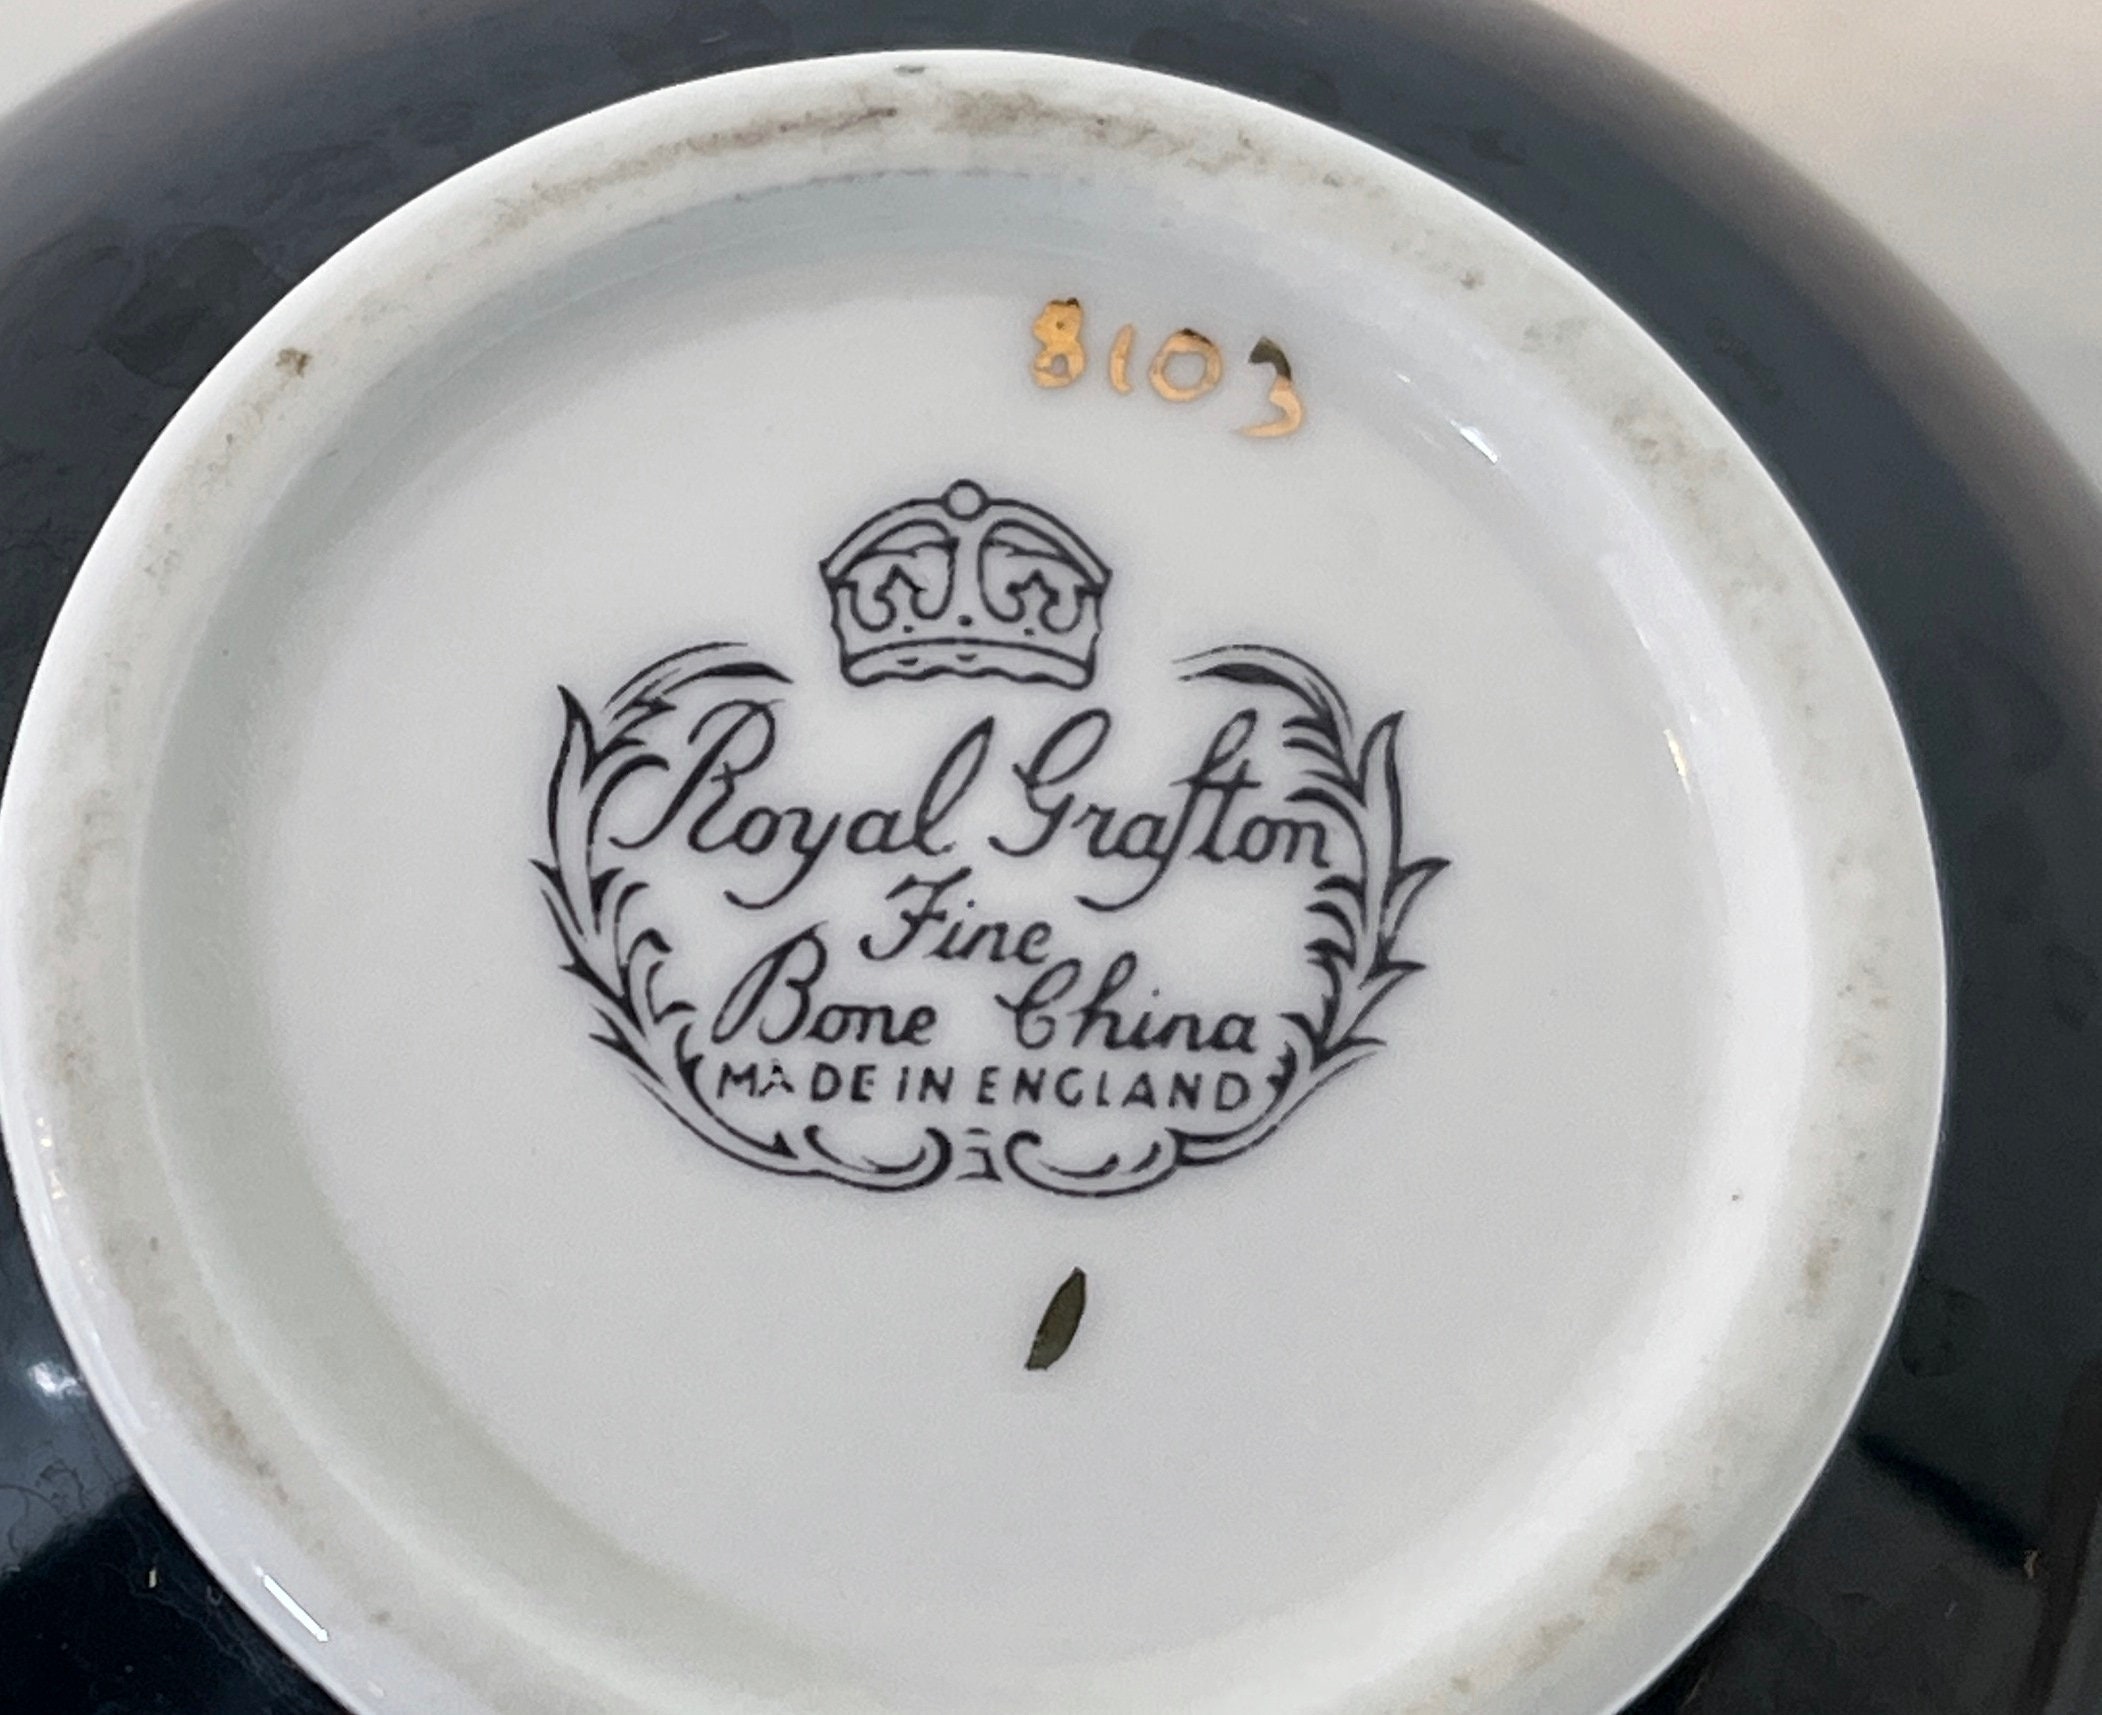 8103
Royal Grafton
Fine
Bone China
MADE IN ENGLAND